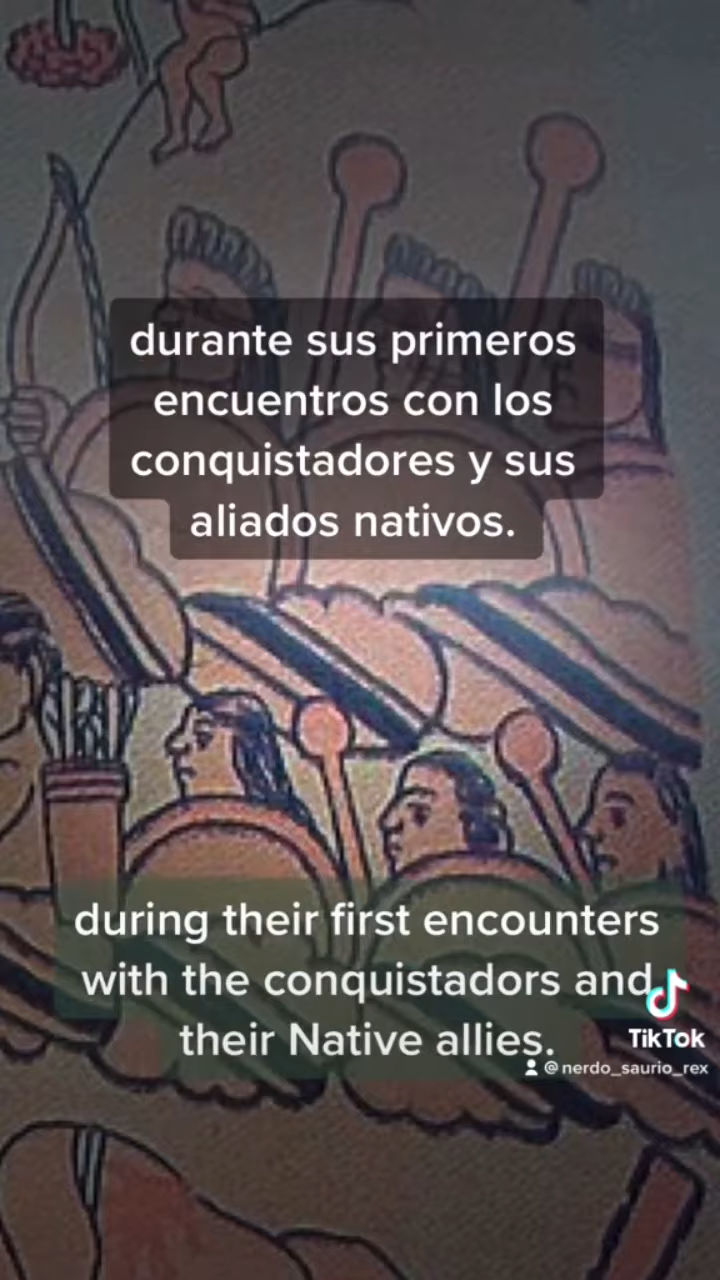 durante sus primeros
encuentros con los
conquistadores y sus
aliados nativos.
during their first encounters
with the conquistadors and
their Native allies.
TikTok
@nerdo_saurio_rex